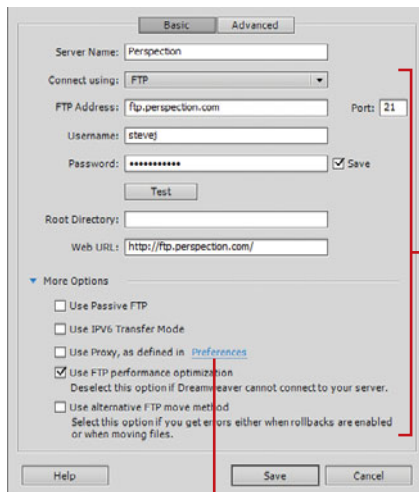 Basic Advanced
Server Name: Perspection
Connect using: FTP
FTP Address: ftp.perspection.com Port: 21
Username: stevej
Password: ••••••••••• Save
Test
Root Directory:
Web URL: http://ftp.perspection.com/
More Options
Use Passive FTP
Use IPV6 Transfer Mode
Use Proxy, as defined in Preferences
Use FTP performance optimization
Deselect this option if Dreamweaver cannot connect to your server.
Use alternative FTP move method
Select this option if you get errors either when rollbacks are enabled
or when moving files.
Help Save Cancel